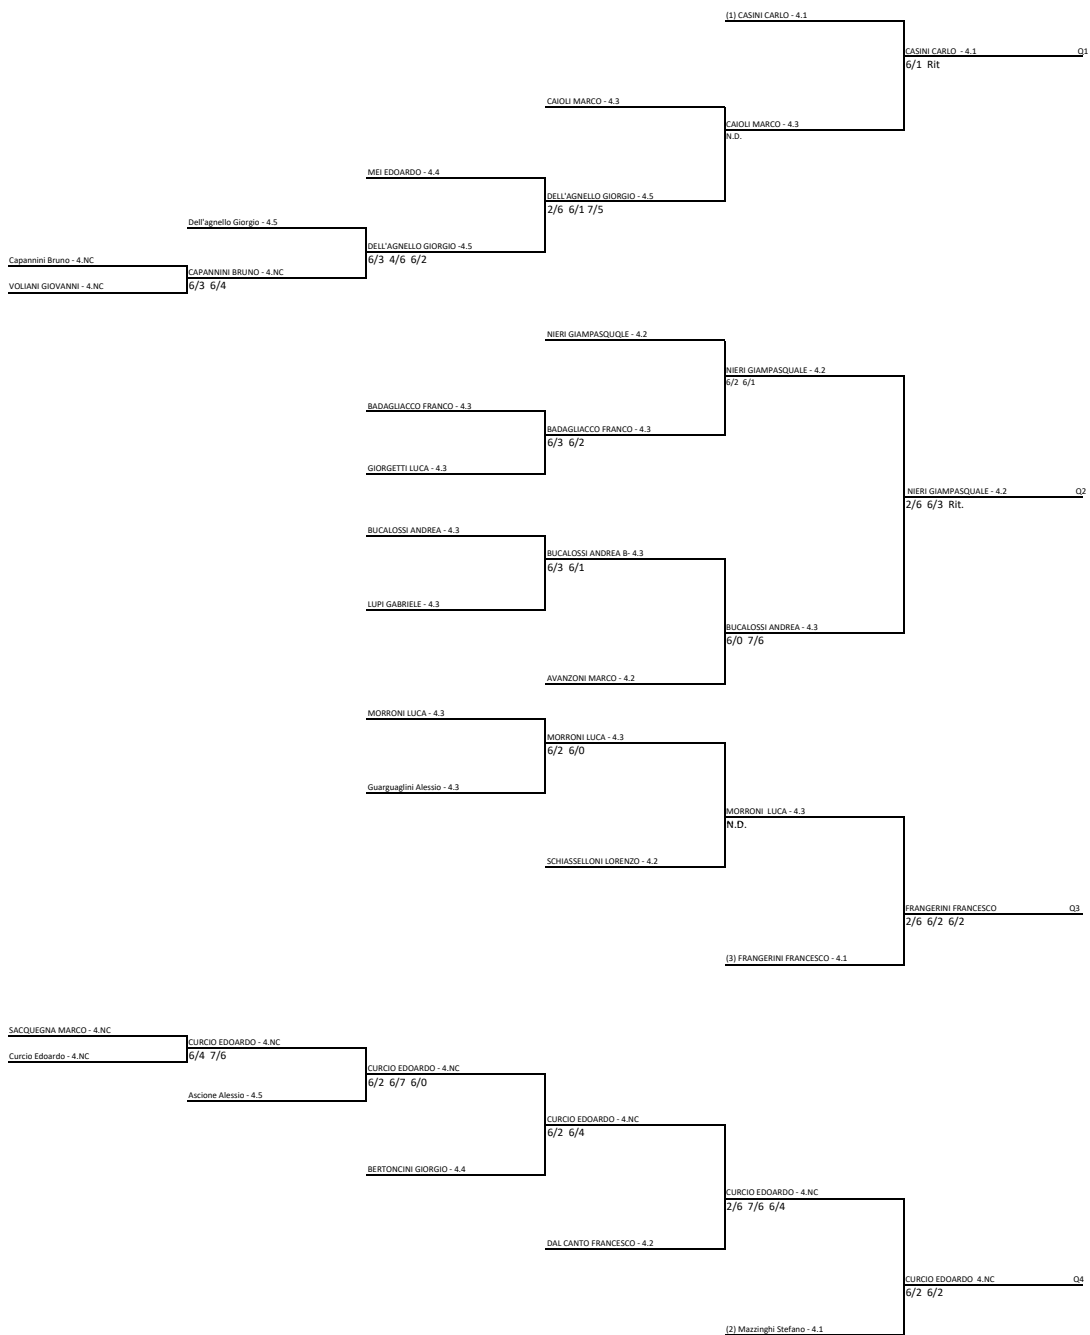 (1) CASINI CARLO - 4.1
CASINI CARLO - 4.1 Q1
6/1 Rit
CAIOLI MARCO - 4.3
CAIOLI MARCO - 4.3
N.D.
MEI EDOARDO - 4.4
DELL'AGNELLO GIORGIO - 4.5
2/6 6/1 7/5
Dell'agnello Giorgio - 4.5
DELL'AGNELLO GIORGIO -4.5
6/3 4/6 6/2
Capannini Bruno - 4.NC
CAPANNINI BRUNO - 4.NC
6/3 6/4
VOLIANI GIOVANNI - 4.NC
NIERI GIAMPASUQLE - 4.2
NIERI GIAMPASQUALE - 4.2
6/2 6/1
BADAGLIACCO FRANCO - 4.3
BADAGLIACCO FRANCO - 4.3
6/3 6/2
GIORGETTI LUCA - 4.3
NIERI GIAMPASQUALE - 4.2 Q2
2/6 6/3 Rit.
BUCALOSSI ANDREA - 4.3
BUCALOSSI ANDREA B- 4.3
6/3 6/1
LUPI GABRIELE - 4.3
BUCALOSSI ANDREA - 4.3
6/0 7/6
AVANZONI MARCO - 4.2
MORRONI LUCA - 4.3
MORRONI LUCA - 4.3
6/2 6/0
Guarguaglini Alessio - 4.3
MORRONI LUCA - 4.3
N.D.
SCHIASSELLONI LORENZO - 4.2
FRANGERINI FRANCESCO Q3
2/6 6/2 6/2
(3) FRANGERINI FRANCESCO - 4.1
SACQUEGNA MARCO - 4.NC
CURCIO EDOARDO - 4.NC
6/4 7/6
Curcio Edoardo - 4.NC
CURCIO EDOARDO - 4.NC
6/2 6/7 6/0
Ascione Alessio - 4.5
CURCIO EDOARDO - 4.NC
6/2 6/4
BERTONCINI GIORGIO - 4.4
CURCIO EDOARDO - 4.NC
2/6 7/6 6/4
DAL CANTO FRANCESCO - 4.2
CURCIO EDOARDO 4.NC Q4
6/2 6/2
(2) Mazzinghi Stefano - 4.1